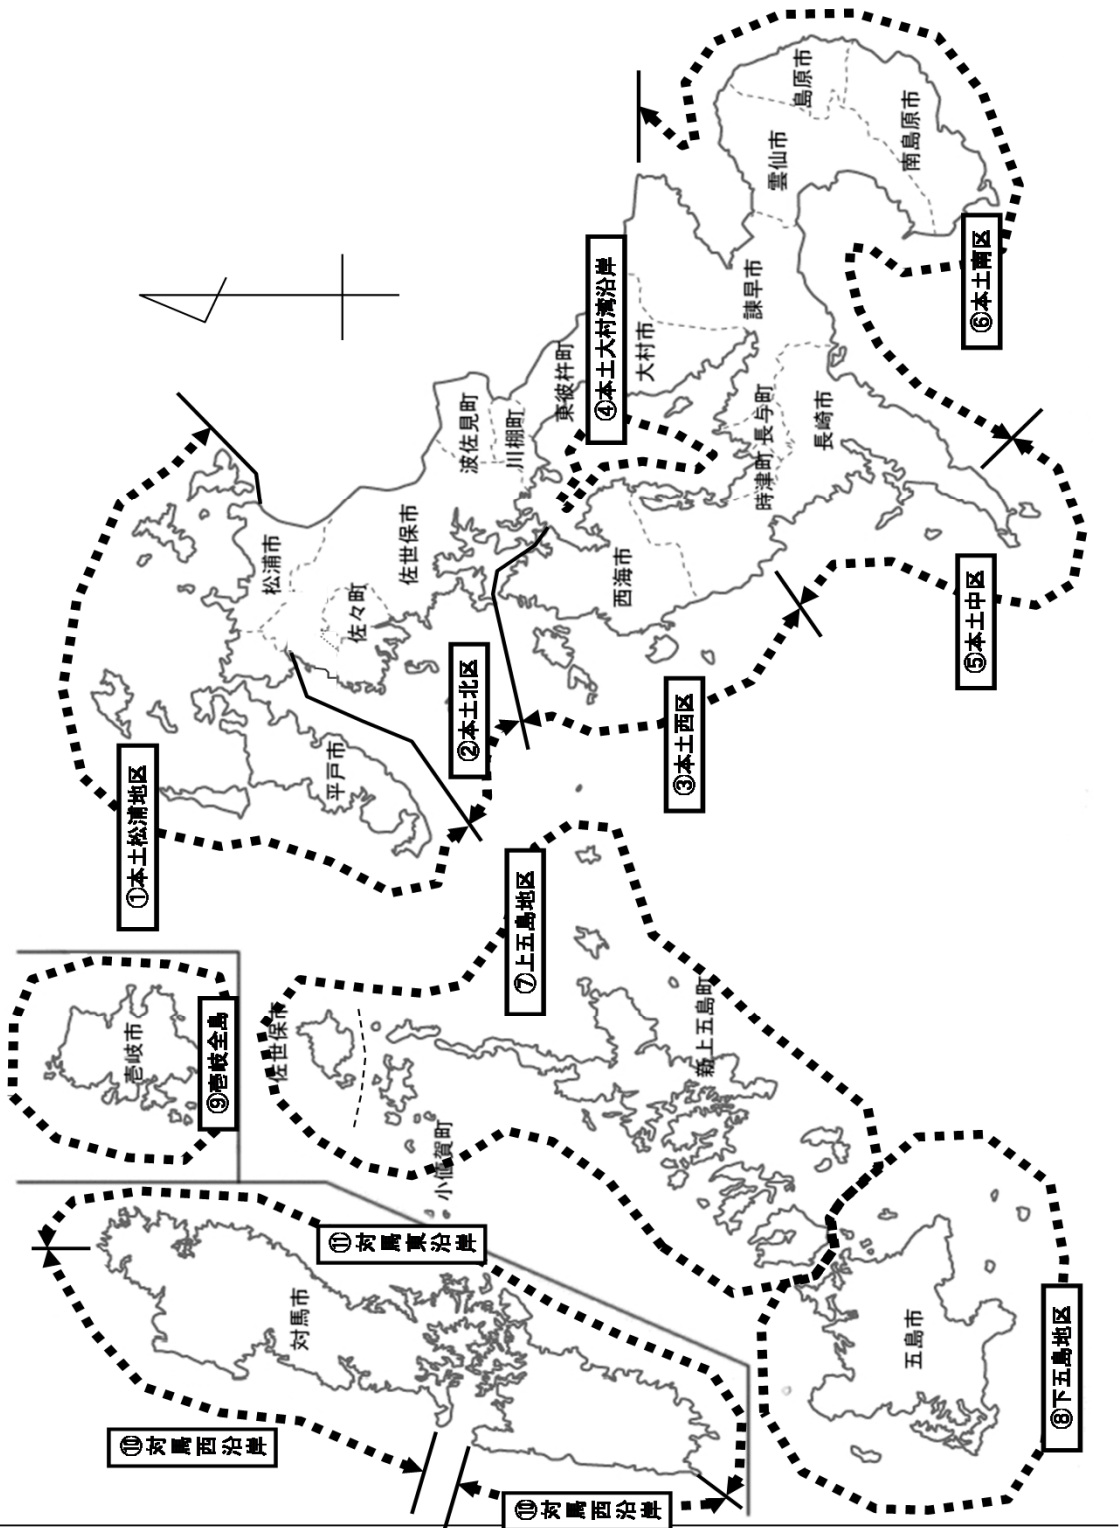 ①本土松浦地区
②本土北区
③本土西区
④本土大村湾沿岸
⑤本土中区
⑥本土南区
⑦上五島地区
⑧下五島地区
⑨壱岐全島
⑩対馬西沿岸
⑩対馬西沿岸
⑪対馬東沿岸
松浦市
平戸市
佐々町
佐世保市
波佐見町
川棚町
東彼杵町
大村市
西海市
時津町
長与町
長崎市
諫早市
雲仙市
島原市
南島原市
壱岐市
佐世保市
小値賀町
新上五島町
対馬市
五島市